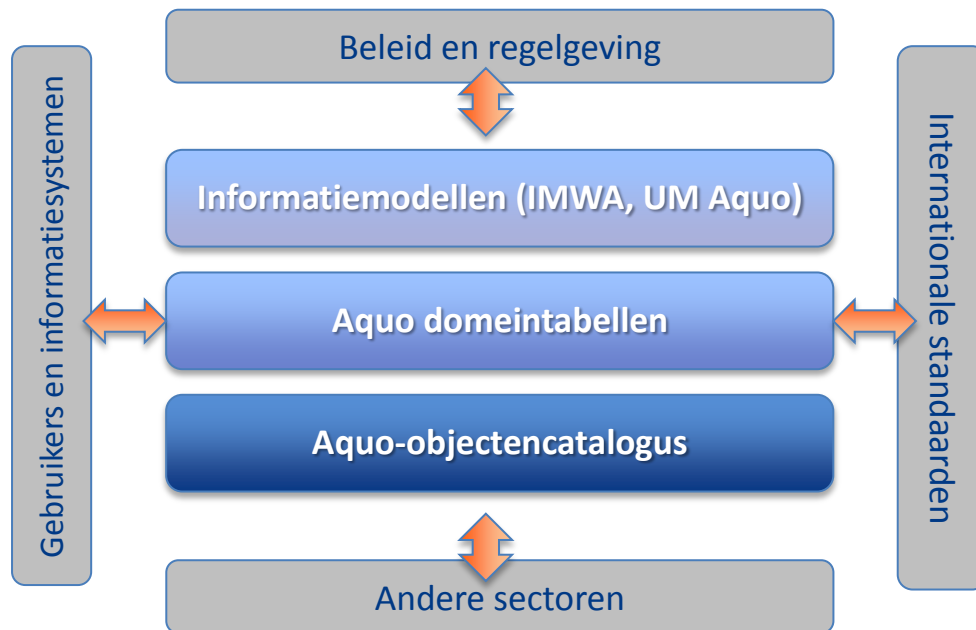 Beleid en regelgeving
Gebruikers en informatiesystemen
Informatiemodellen (IMWA, UM Aquo)
Aquo domeintabellen
Aquo-objectencatalogus
Internationale standaarden
Andere sectoren